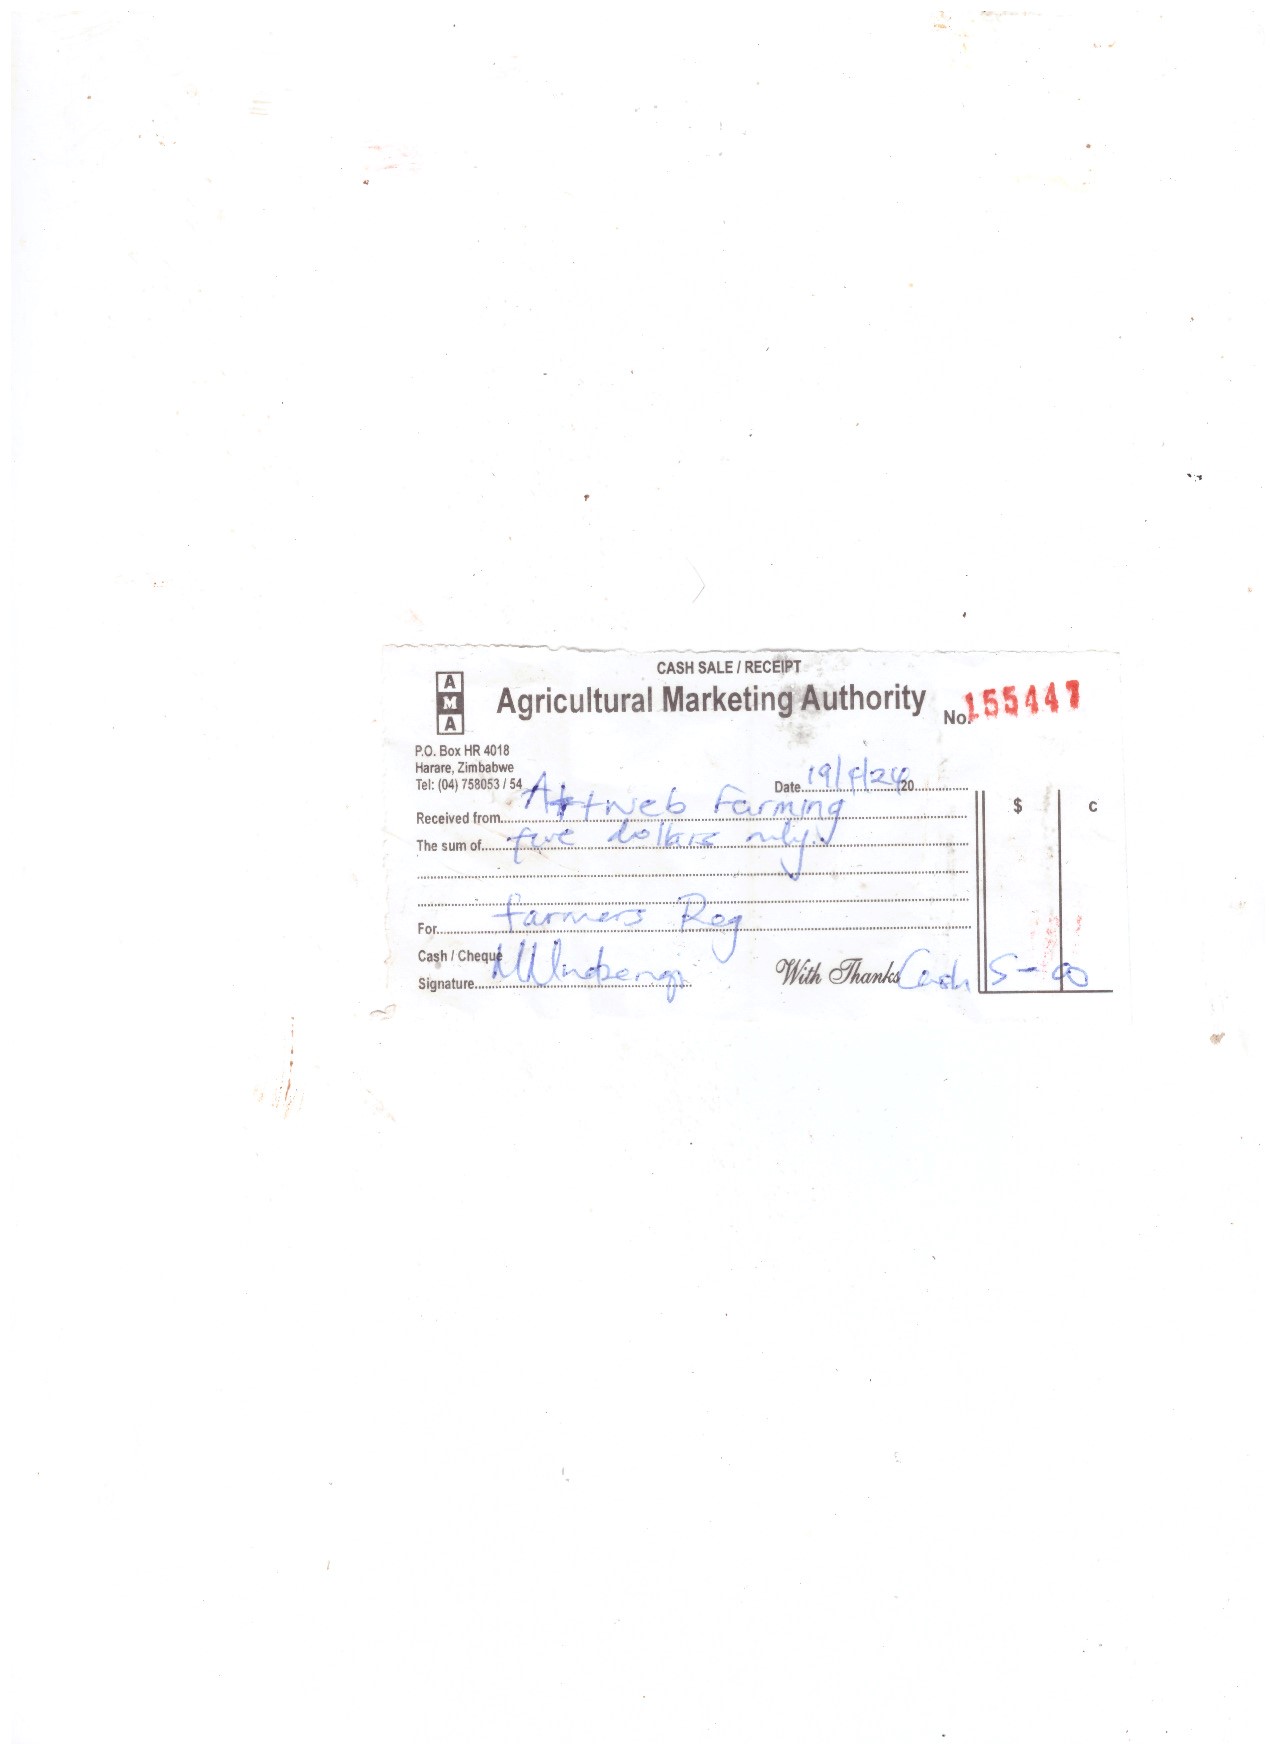 CASH SALE / RECEIPT
A
M
A
Agricultural Marketing Authority No. 155447
P.O. Box HR 4018
Harare, Zimbabwe
Tel: (04) 758053 / 54
Date 19/9/24 20
Received from Farming
The sum of five dollars only.
$ c
For farmers Reg
Cash / Cheque
Signature
With Thanks Cash 5-00